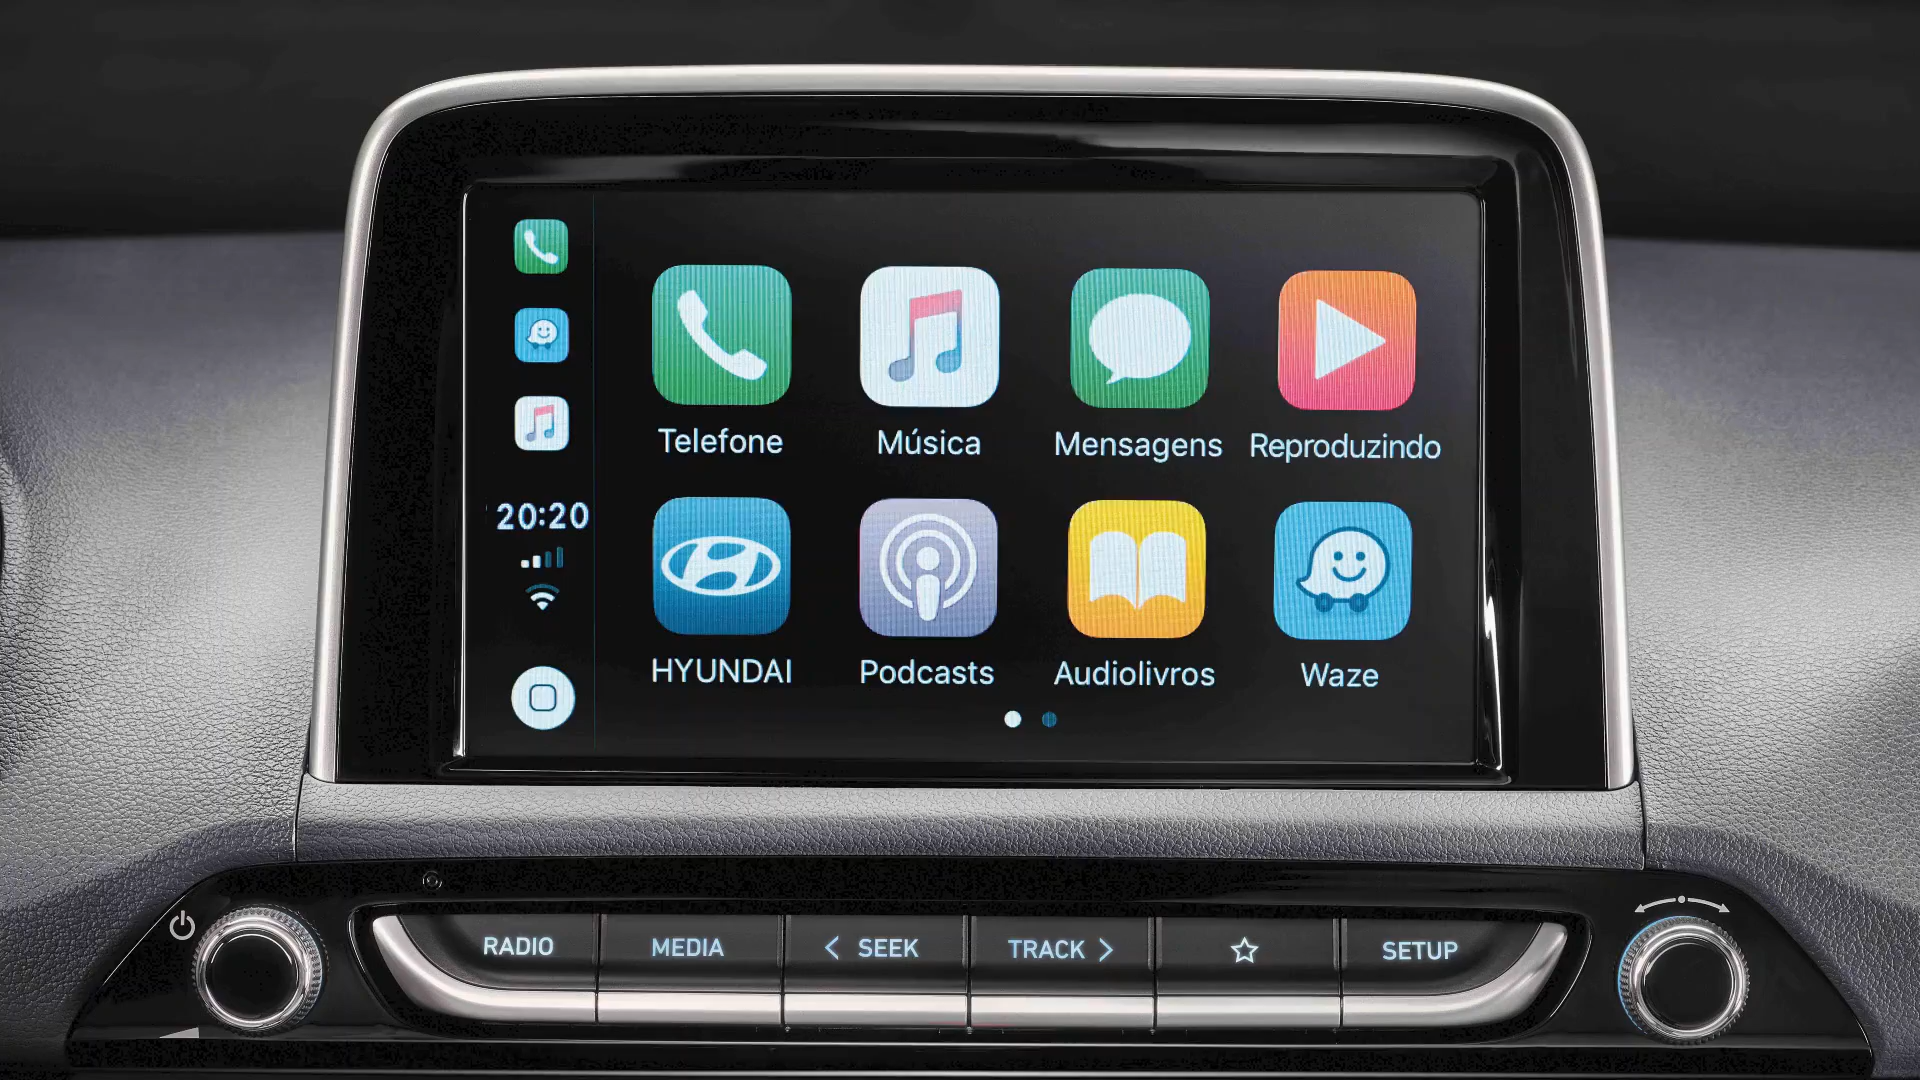 Telefone
Música
Mensagens
Reproduzindo
20:20
HYUNDAI
Podcasts
Audiolivros
Waze
RADIO
MEDIA
< SEEK
TRACK >
SETUP